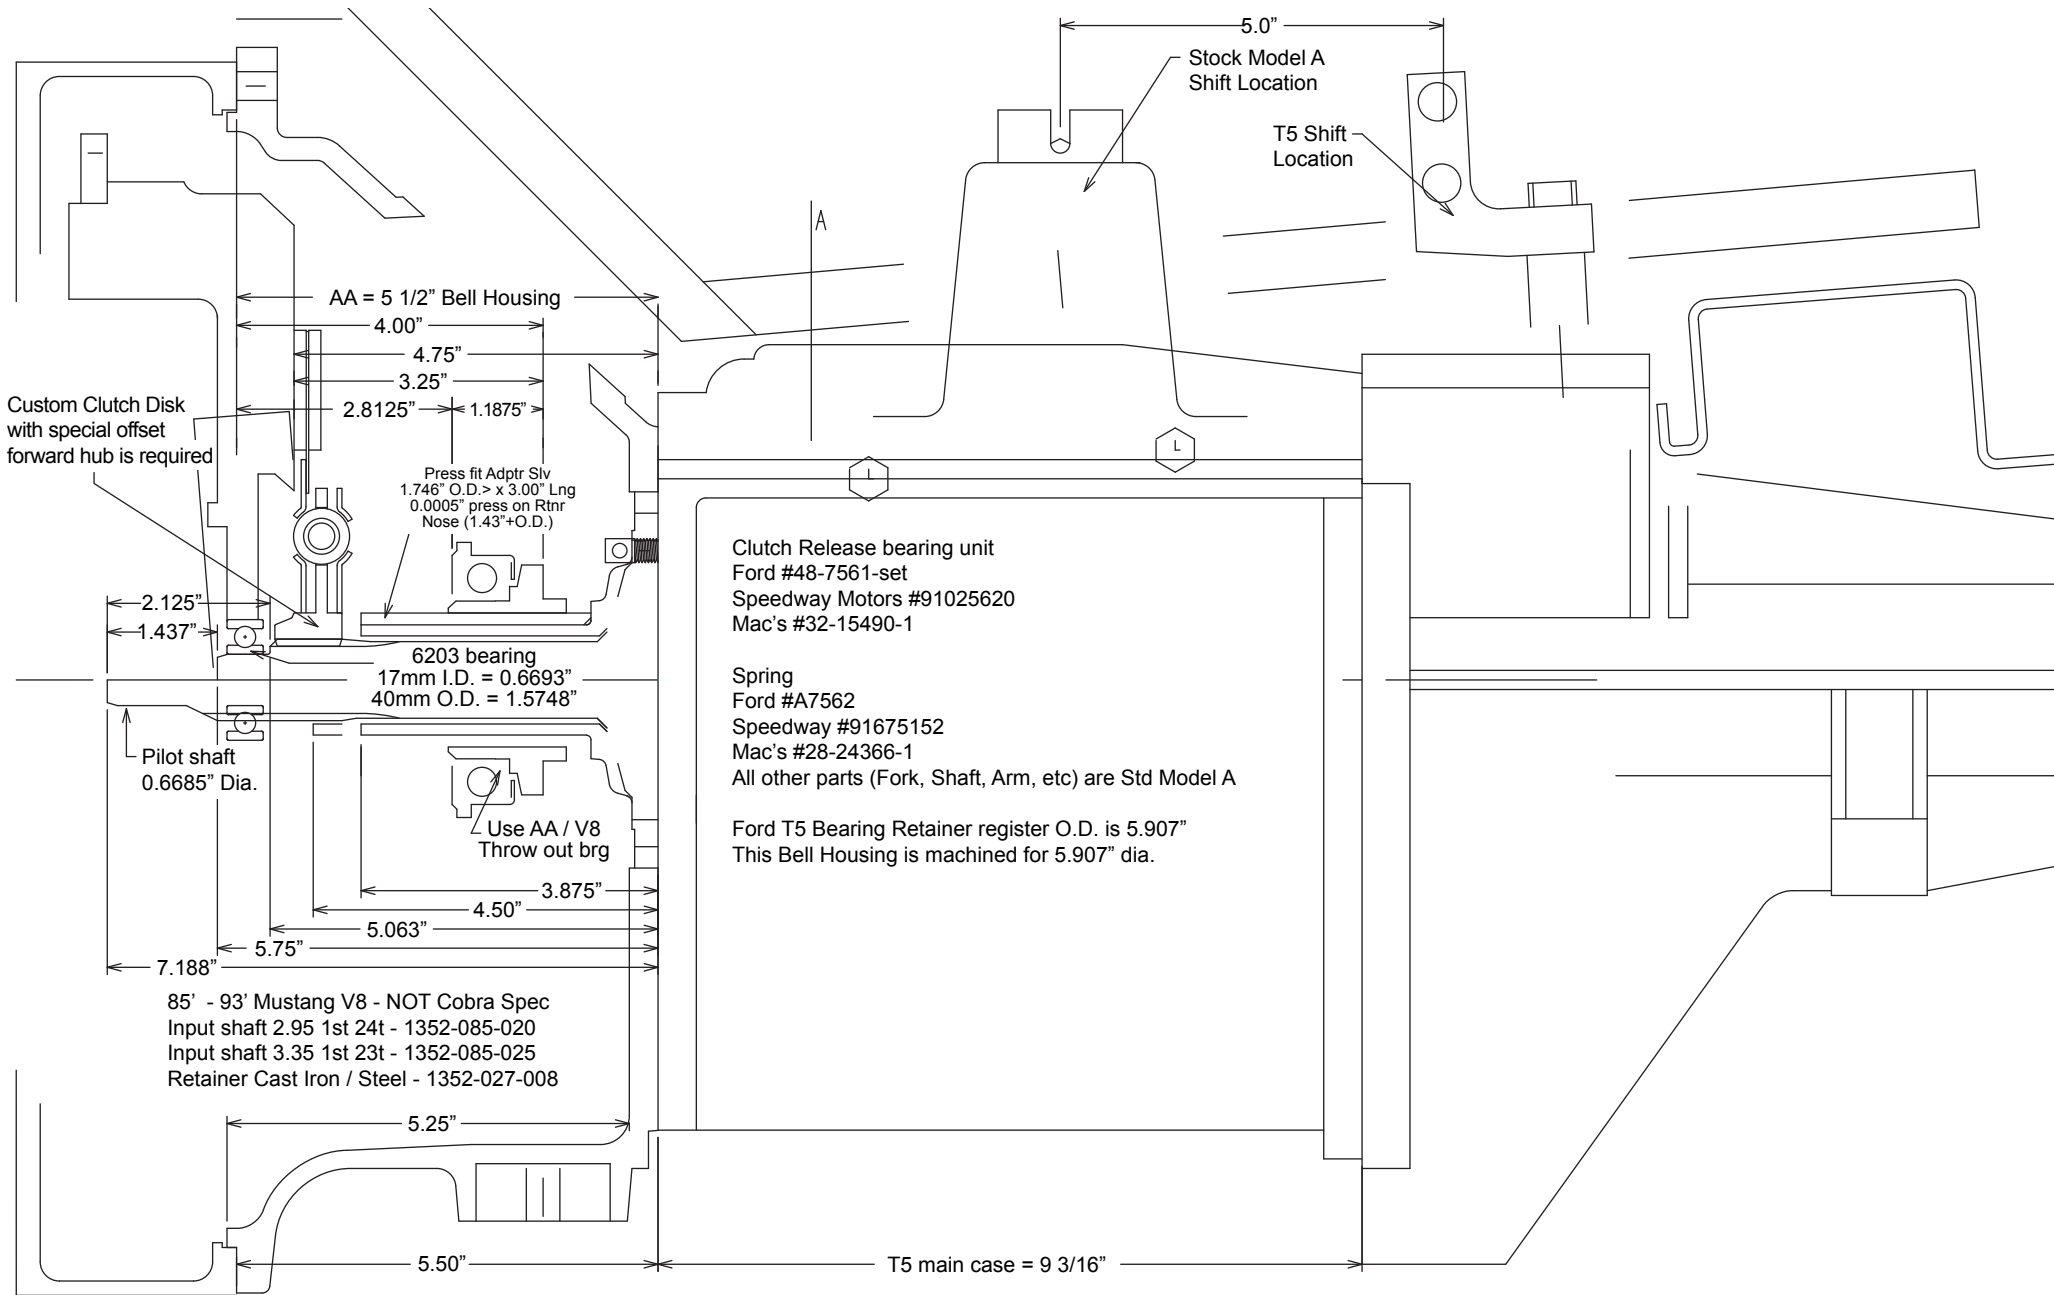 5.0”
Stock Model A
Shift Location
T5 Shift
Location
A
AA = 5 1/2” Bell Housing
4.00”
4.75”
3.25”
2.8125”
1.1875”
Custom Clutch Disk
with special offset
forward hub is required
Press fit Adptr Slv
1.746” O.D.> x 3.00” Lng
0.0005” press on Rtnr
Nose (1.43”+O.D.)
L
L
Clutch Release bearing unit
Ford #48-7561-set
Speedway Motors #91025620
Mac’s #32-15490-1
2.125”
1.437”
6203 bearing
17mm I.D. = 0.6693”
40mm O.D. = 1.5748”
Spring
Ford #A7562
Speedway #91675152
Mac’s #28-24366-1
All other parts (Fork, Shaft, Arm, etc) are Std Model A
Pilot shaft
0.6685” Dia.
Use AA / V8
Throw out brg
Ford T5 Bearing Retainer register O.D. is 5.907”
This Bell Housing is machined for 5.907” dia.
3.875”
4.50”
5.063”
5.75”
7.188”
85’ - 93’ Mustang V8 - NOT Cobra Spec
Input shaft 2.95 1st 24t - 1352-085-020
Input shaft 3.35 1st 23t - 1352-085-025
Retainer Cast Iron / Steel - 1352-027-008
5.25”
5.50”
T5 main case = 9 3/16”